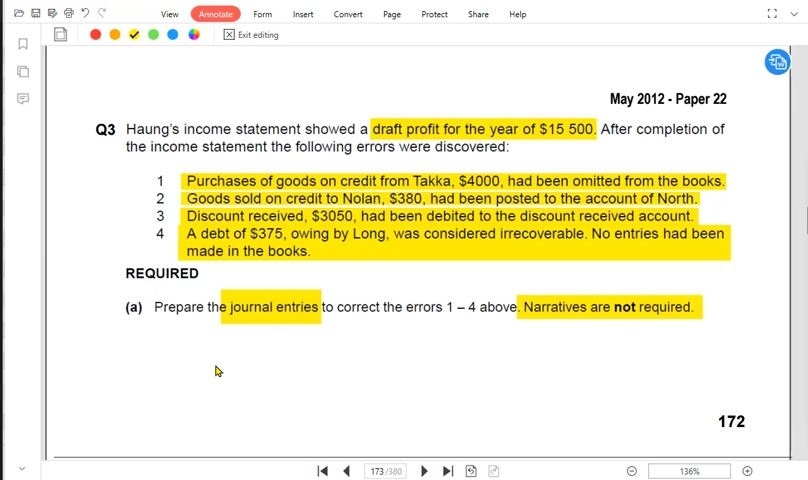 View
Annotate
Form
Insert
Convert
Page
Protect
Share
Help
Exit editing
May 2012 - Paper 22
Q3 Haung's income statement showed a draft profit for the year of $15 500. After completion of
the income statement the following errors were discovered:
1 Purchases of goods on credit from Takka, $4000, had been omitted from the books.
2 Goods sold on credit to Nolan, $380, had been posted to the account of North.
3 Discount received, $3050, had been debited to the discount received account.
4 A debt of $375, owing by Long, was considered irrecoverable. No entries had been
made in the books.
REQUIRED
(a) Prepare the journal entries to correct the errors 1 – 4 above. Narratives are not required.
172
173 /380
136%